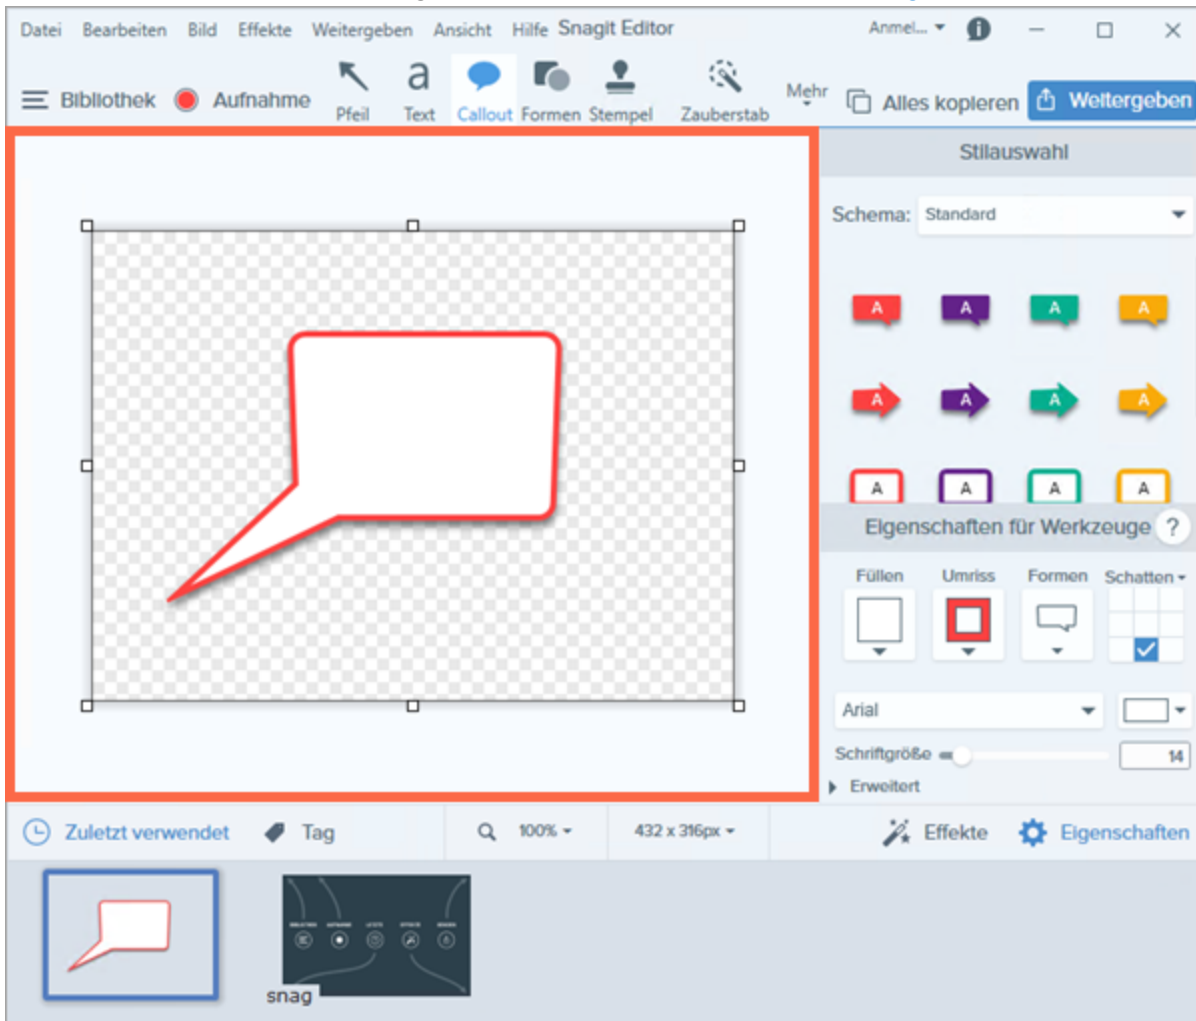 Datei Bearbeiten Bild Effekte Weitergeben Ansicht Hilfe Snagit Editor Anmel...
Bibliothek Aufnahme Pfeil a Text Callout Formen Stempel Zauberstab Mehr Alles kopieren Weitergeben
Stilauswahl
Schema: Standard
A A A A
A A A A
A A A A
Eigenschaften für Werkzeuge ?
Füllen Umriss Formen Schatten
Arial
Schriftgröße 14
Erweitert
Zuletzt verwendet Tag 100% 432 x 316px Effekte Eigenschaften
snag